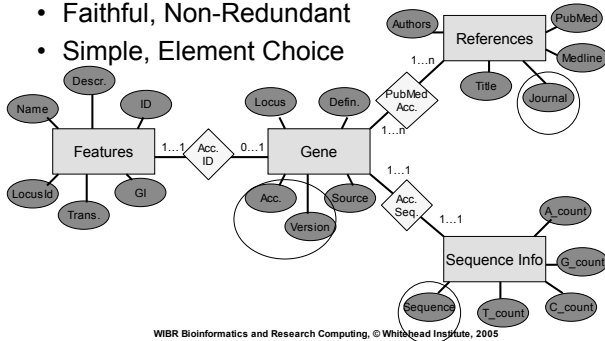 • Faithful, Non-Redundant
• Simple, Element Choice
Authors
PubMed
References
Medline
Title
Journal
1…n
PubMed
Acc.
1…n
Descr.
Name
ID
Features
LocusId
Trans.
GI
1…1
Acc.
ID
0…1
Locus
Defin.
Gene
Acc.
Version
Source
1…1
Acc.
Seq.
1…1
A_count
Sequence Info
G_count
Sequence
T_count
C_count
WIBR Bioinformatics and Research Computing, © Whitehead Institute, 2005